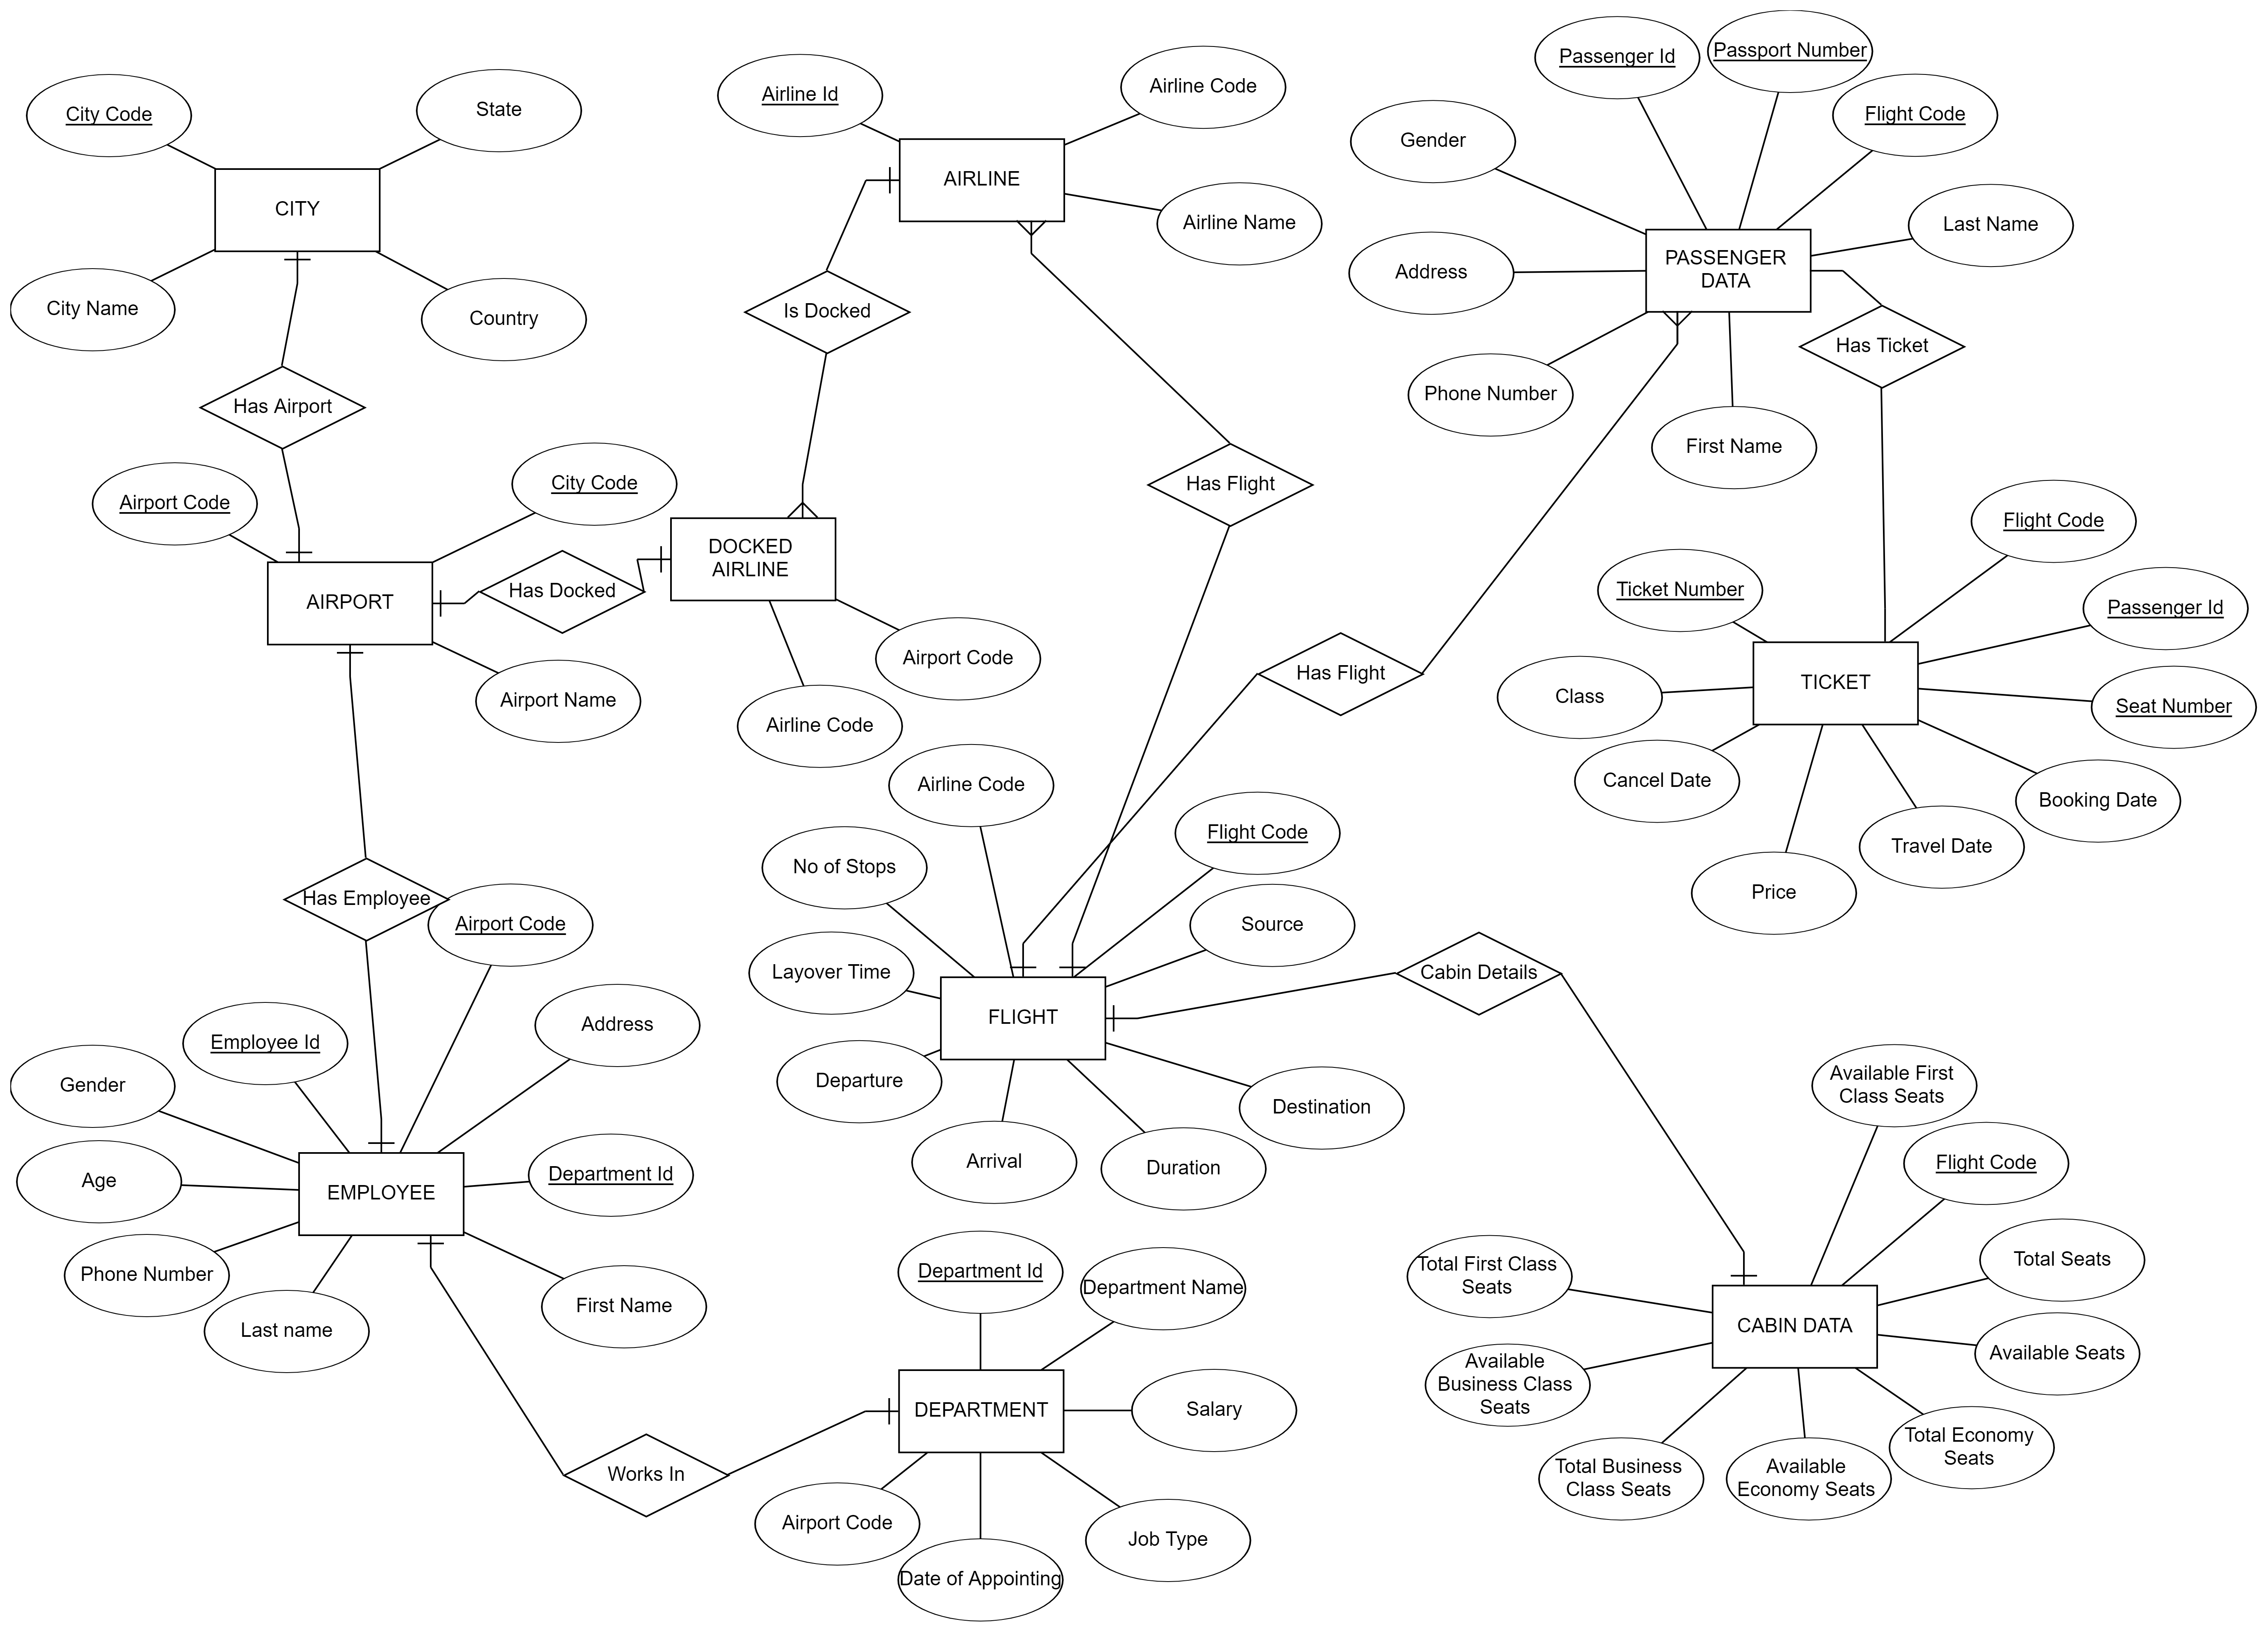 City Code
State
CITY
City Name
Country
Has Airport
Airport Code
City Code
AIRPORT
Airport Name
Has Docked
DOCKED
AIRLINE
Airport Code
Airline Code
Is Docked
Airline Id
Airline Code
AIRLINE
Airline Name
Has Flight
Passenger Id
Passport Number
Flight Code
Gender
Last Name
PASSENGER
DATA
Address
Phone Number
First Name
Has Ticket
Has Flight
Flight Code
Ticket Number
Passenger Id
TICKET
Class
Seat Number
Cancel Date
Booking Date
Travel Date
Price
Airline Code
Flight Code
No of Stops
Source
Layover Time
FLIGHT
Departure
Destination
Arrival
Duration
Cabin Details
Has Employee
Airport Code
Address
Employee Id
Gender
Age
Department Id
EMPLOYEE
Phone Number
Last name
First Name
Works In
Department Id
Department Name
DEPARTMENT
Salary
Airport Code
Job Type
Date of Appointing
Available First
Class Seats
Flight Code
Total First Class
Seats
Total Seats
CABIN DATA
Available Seats
Available
Business Class
Seats
Total Business
Class Seats
Available
Economy Seats
Total Economy
Seats